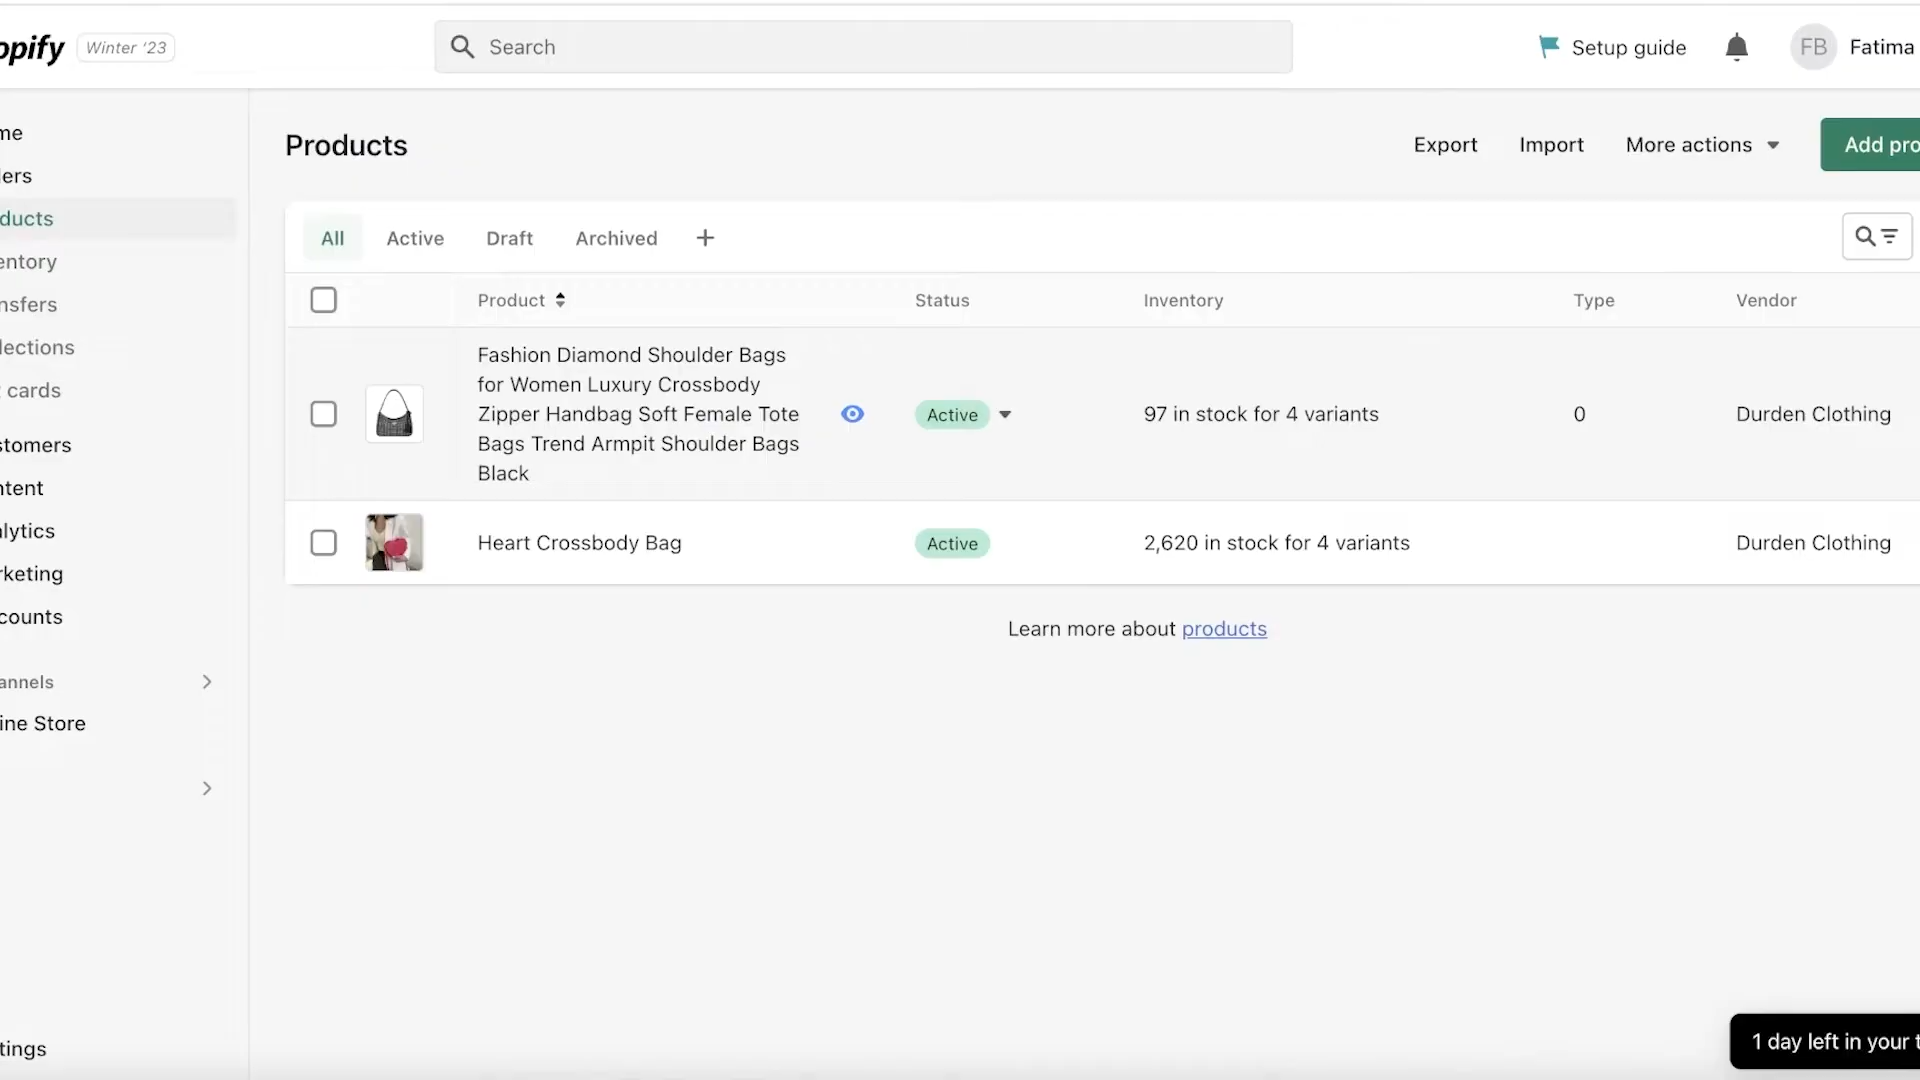 opify Winter '23
Search
Setup guide
FB Fatima
me
ders
ducts
entory
nsfers
lections
cards
stomers
ntent
alytics
rketing
counts
annels
ine Store
tings
Products
Export Import More actions Add pro
All Active Draft Archived +
Product Status Inventory Type Vendor
Fashion Diamond Shoulder Bags
for Women Luxury Crossbody
Zipper Handbag Soft Female Tote
Bags Trend Armpit Shoulder Bags
Black
Active
97 in stock for 4 variants
0
Durden Clothing
Heart Crossbody Bag
Active
2,620 in stock for 4 variants
Durden Clothing
Learn more about products
1 day left in your t